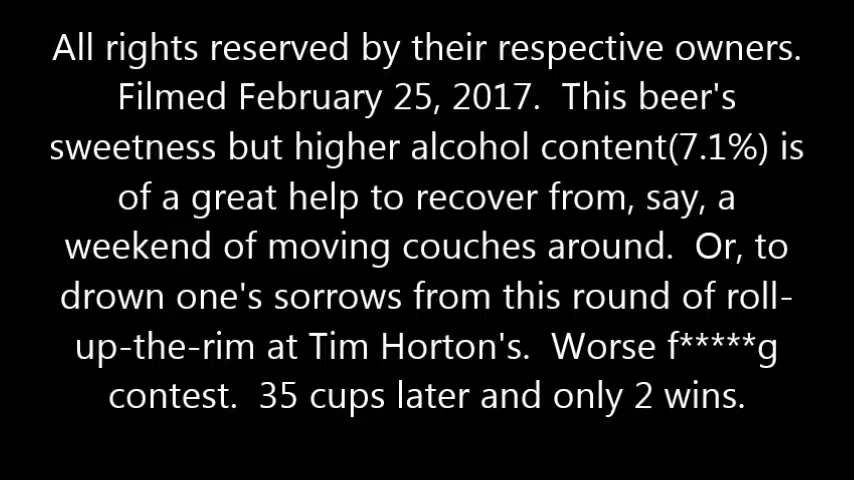 All rights reserved by their respective owners.
Filmed February 25, 2017.  This beer's
sweetness but higher alcohol content(7.1%) is
of a great help to recover from, say, a
weekend of moving couches around.  Or, to
drown one's sorrows from this round of roll-
up-the-rim at Tim Horton's.  Worse f*****g
contest.  35 cups later and only 2 wins.